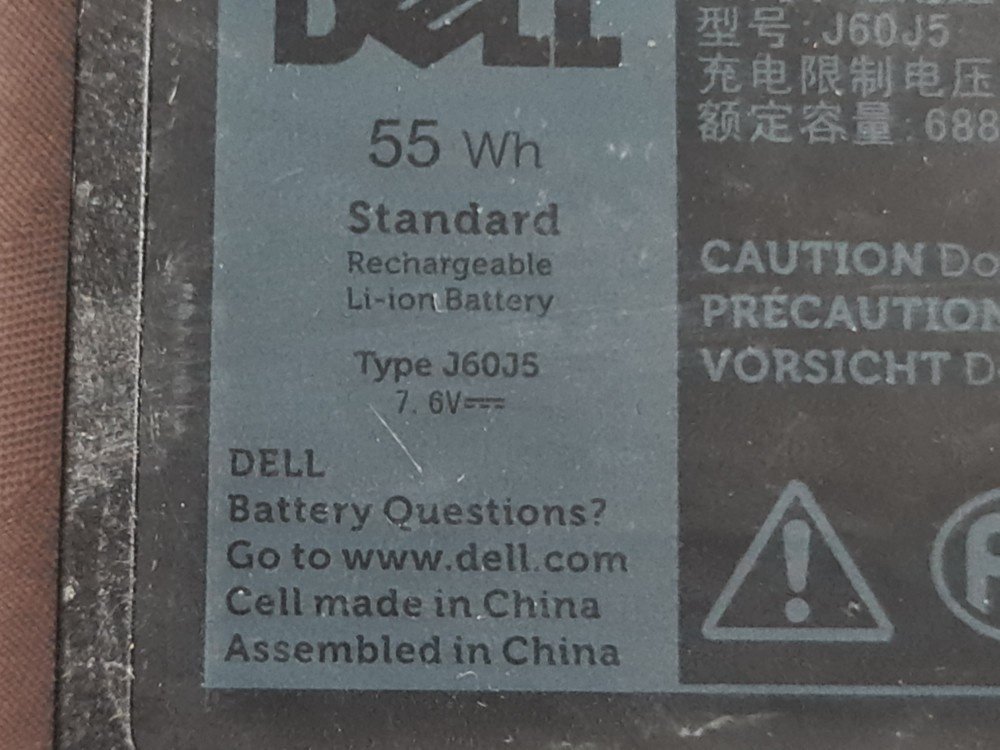 DELL
55 Wh
Standard
Rechargeable
Li-ion Battery
Type J60J5
7. 6V
DELL
Battery Questions?
Go to www.dell.com
Cell made in China
Assembled in China
型号: J60J5
充电限制电压
额定容量: 688
CAUTION Do
PRÉCAUTION
VORSICHT